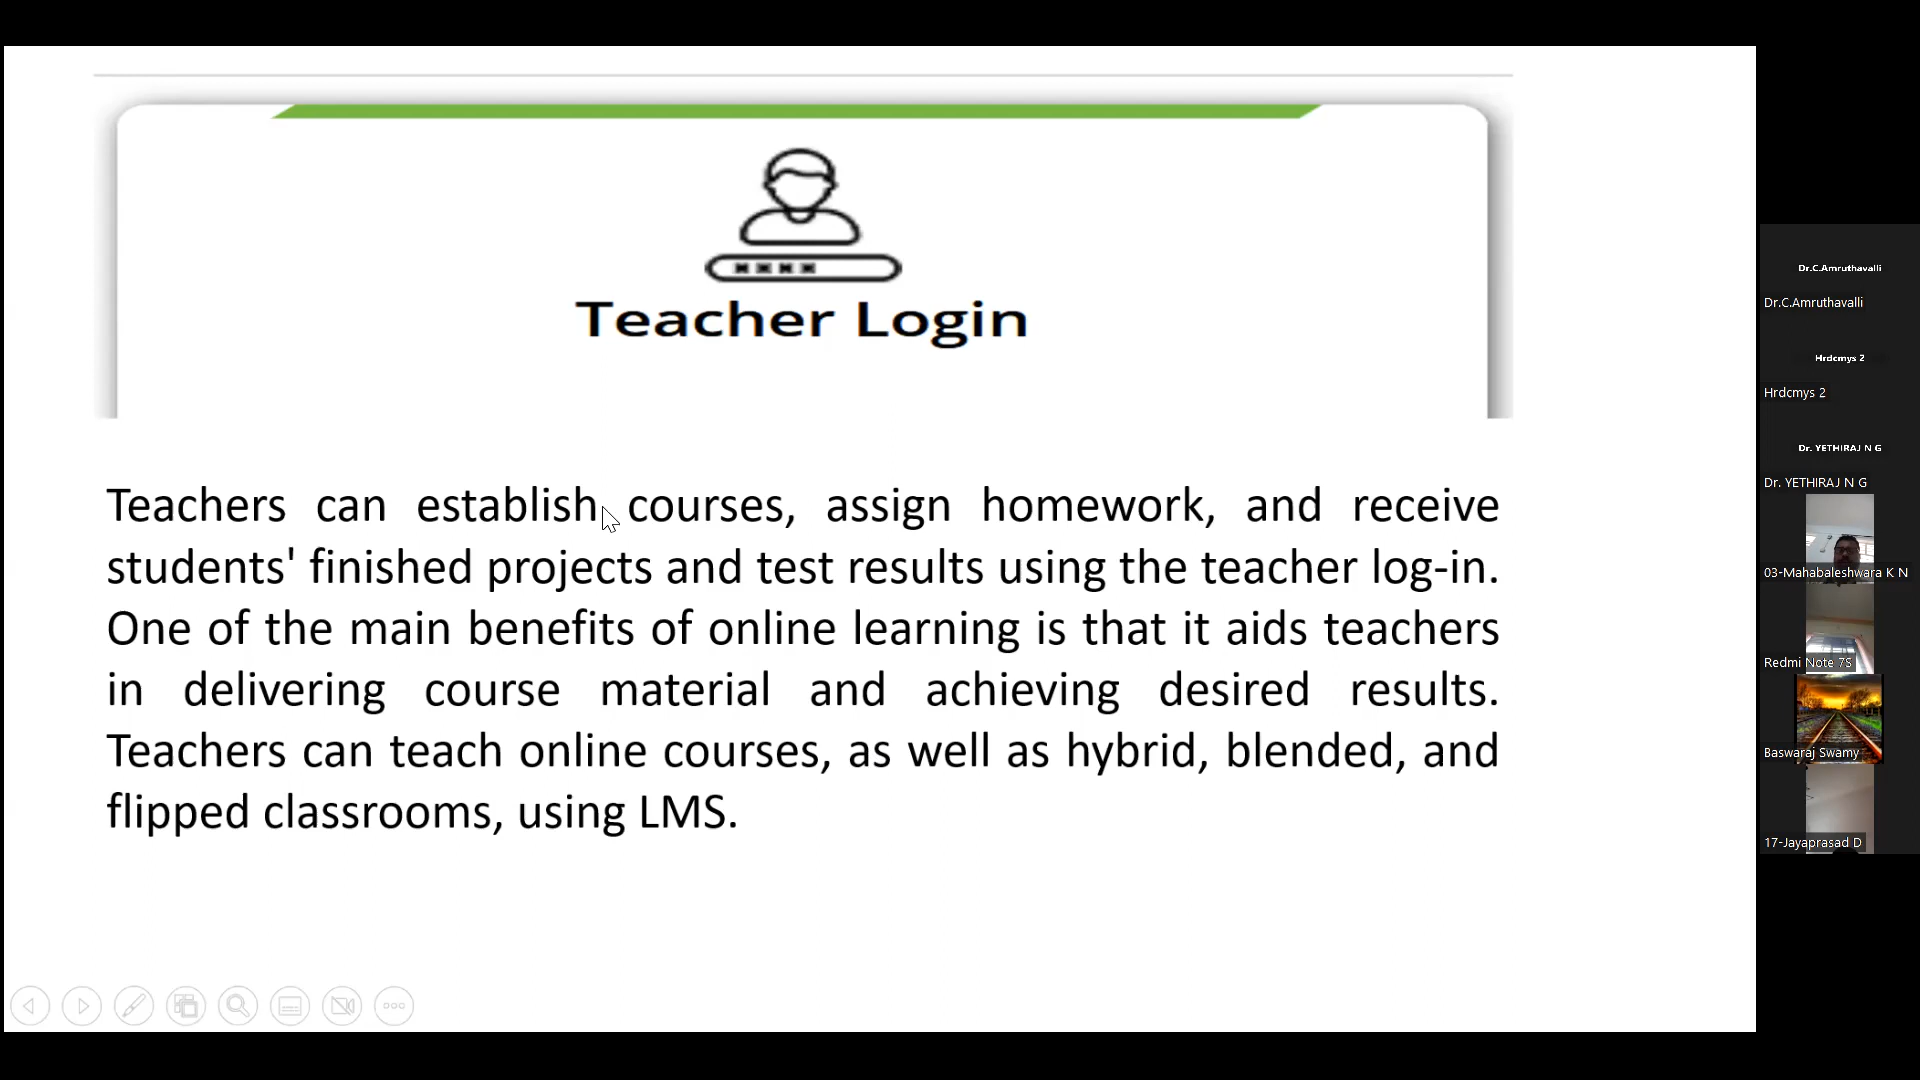 Teacher Login
Teachers can establish courses, assign homework, and receive
students' finished projects and test results using the teacher log-in.
One of the main benefits of online learning is that it aids teachers
in delivering course material and achieving desired results.
Teachers can teach online courses, as well as hybrid, blended, and
flipped classrooms, using LMS.
Dr.C.Amruthavalli
Dr.C.Amruthavalli
Hrdcmys 2
Hrdcmys 2
Dr. YETHIRAJ N G
Dr. YETHIRAJ N G
03-Mahabaleshwara K N
Redmi Note 7S
Baswaraj Swamy
17-Jayaprasad D